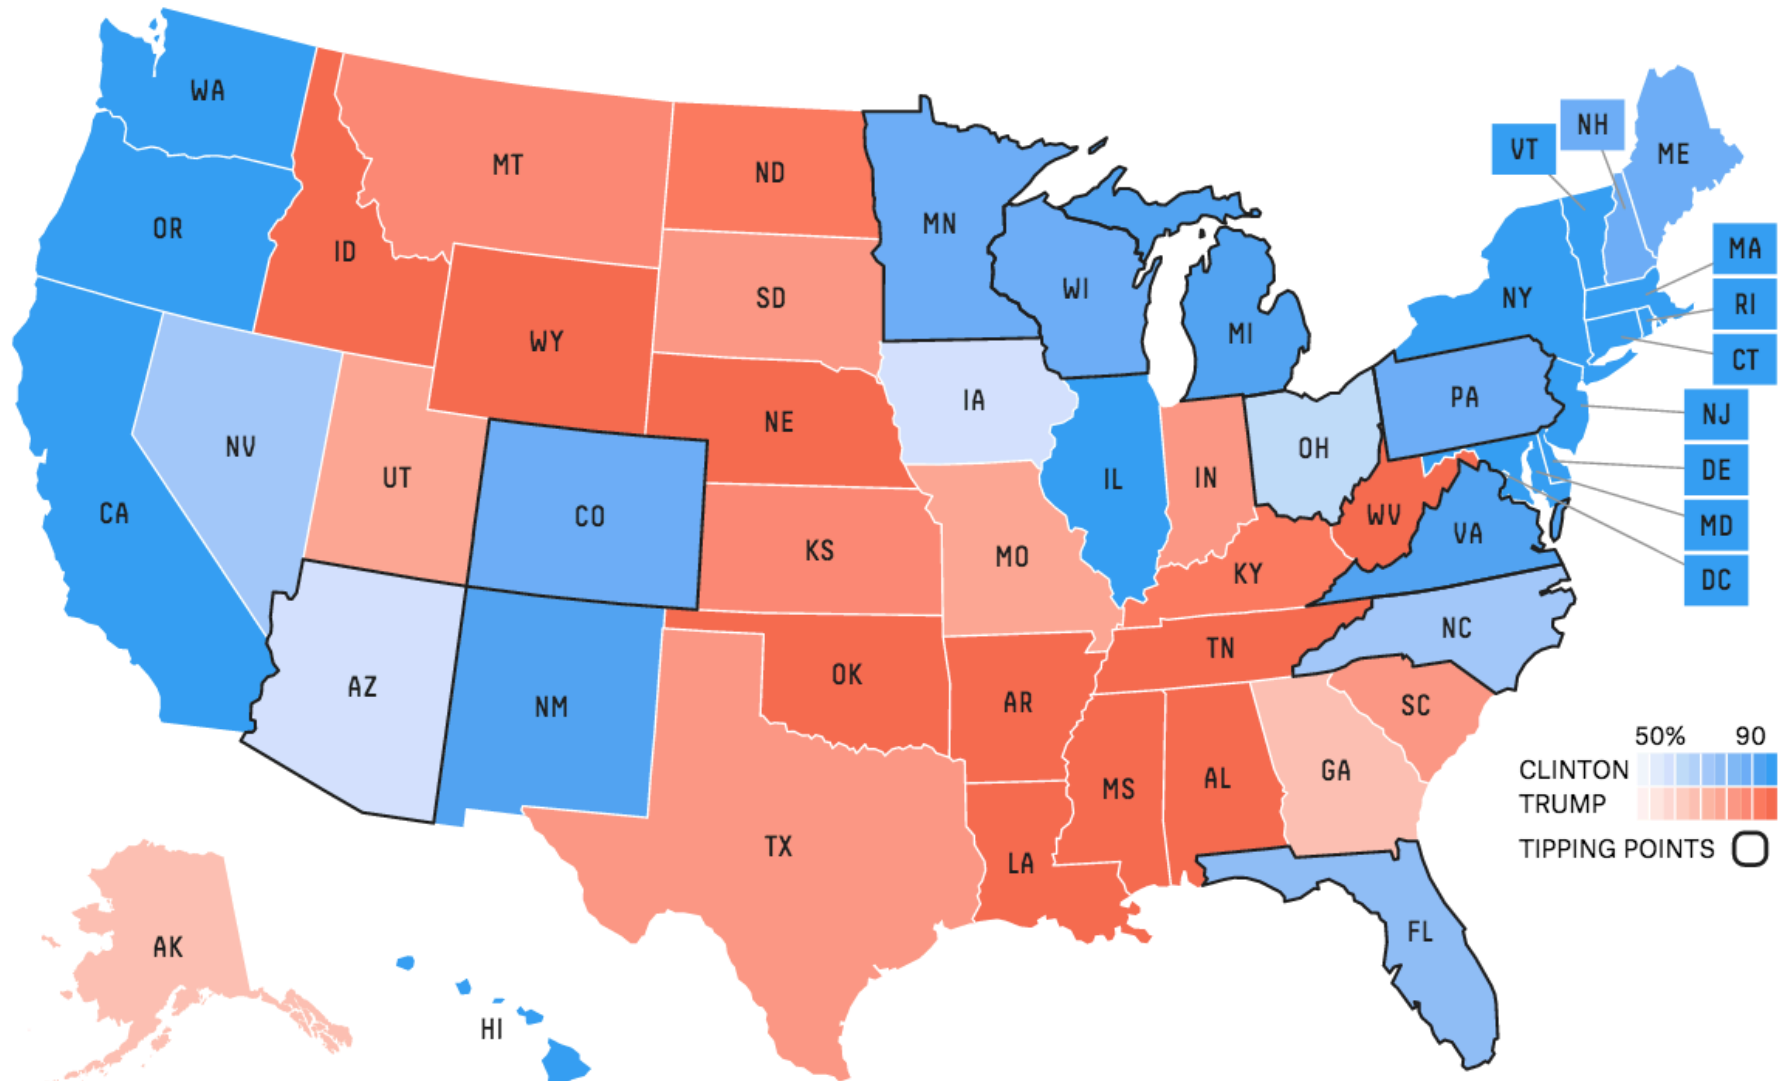 WA
MT
ND
MN
VT
NH
ME
OR
ID
SD
WI
MI
NY
MA
RI
CT
WY
NE
IA
PA
NJ
NV
UT
CO
KS
MO
IL
IN
OH
WV
VA
DE
MD
DC
CA
KY
NC
AZ
NM
OK
AR
TN
SC
MS
AL
GA
TX
LA
FL
AK
HI
50% 90
CLINTON
TRUMP
TIPPING POINTS